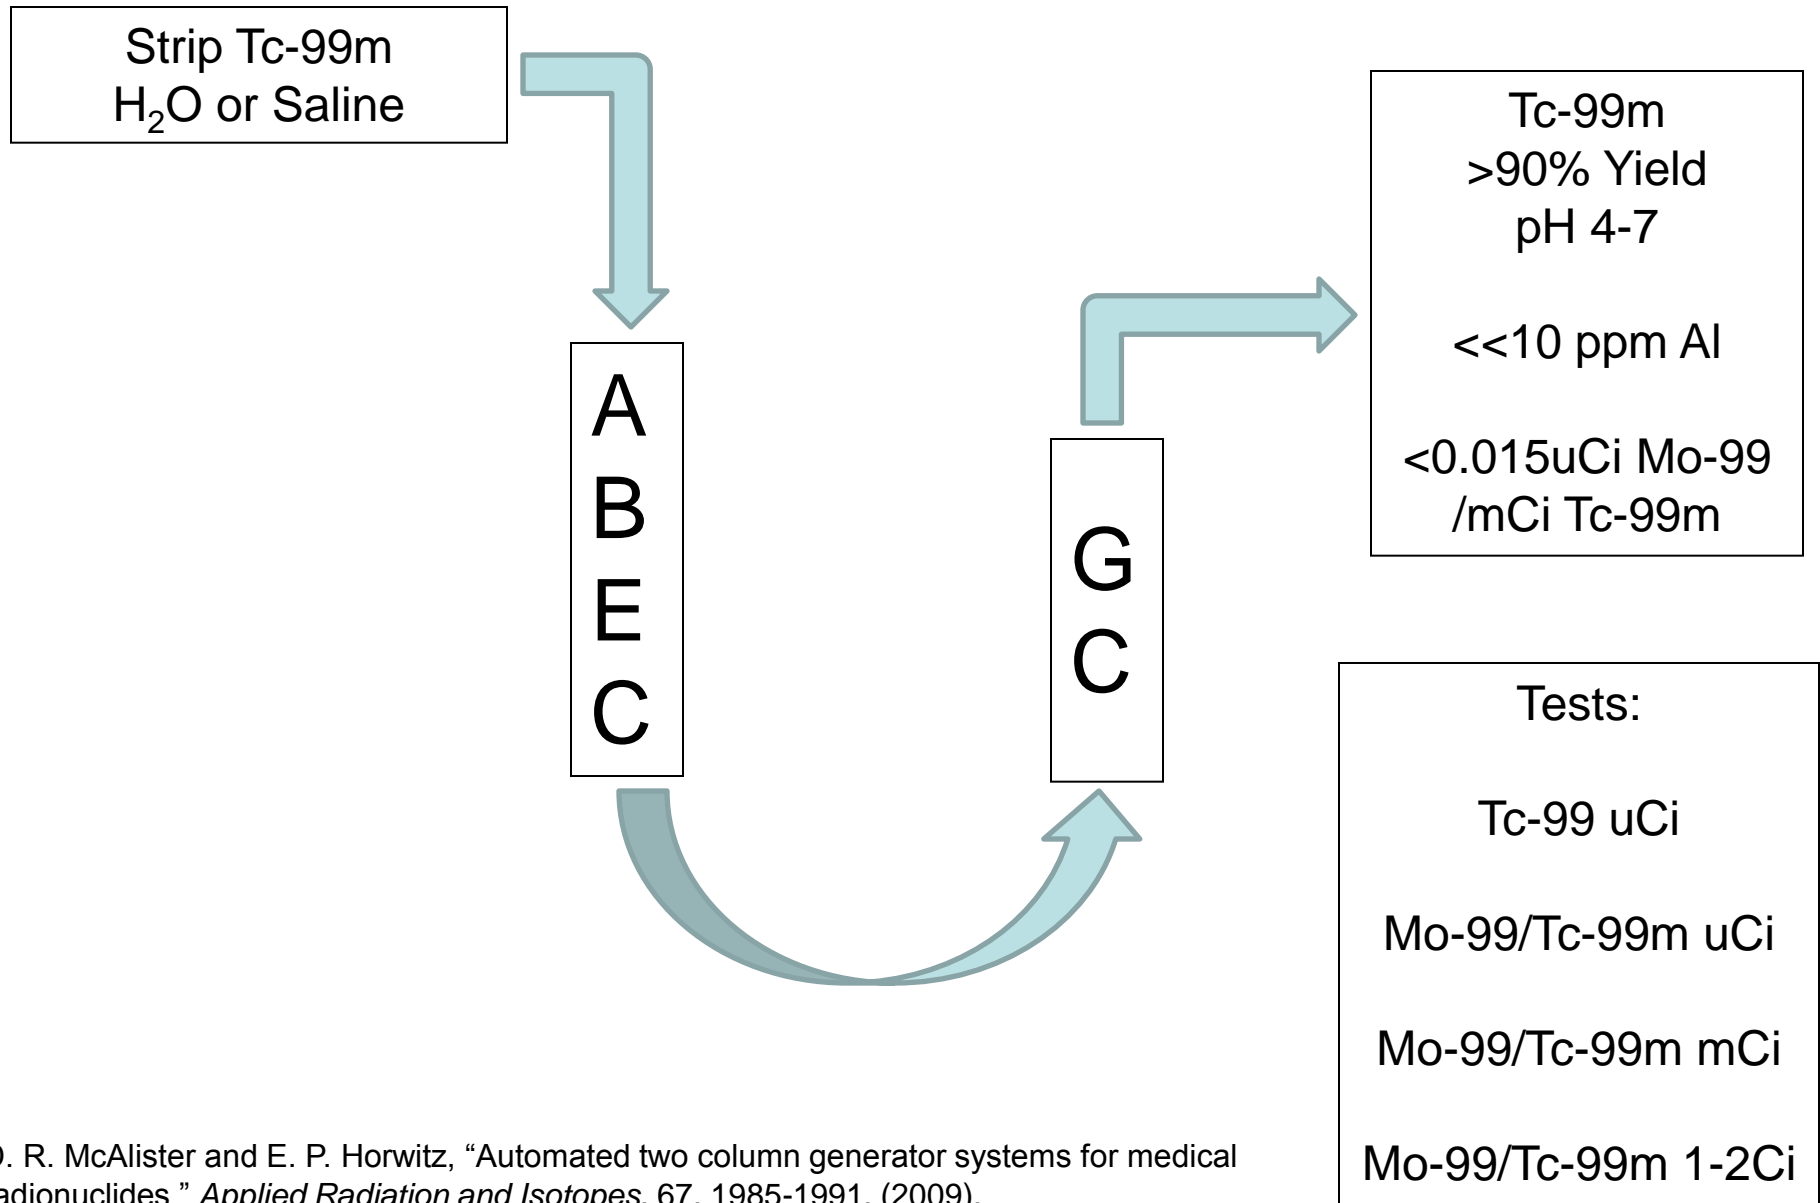 Strip Tc-99m
H₂O or Saline
A
B
E
C
G
C
Tc-99m
>90% Yield
pH 4-7
<<10 ppm Al
<0.015uCi Mo-99
/mCi Tc-99m
Tests:
Tc-99 uCi
Mo-99/Tc-99m uCi
Mo-99/Tc-99m mCi
Mo-99/Tc-99m 1-2Ci
R. McAlister and E. P. Horwitz, “Automated two column generator systems for medical
adionuclides,” Applied Radiation and Isotopes, 67, 1985-1991, (2009).